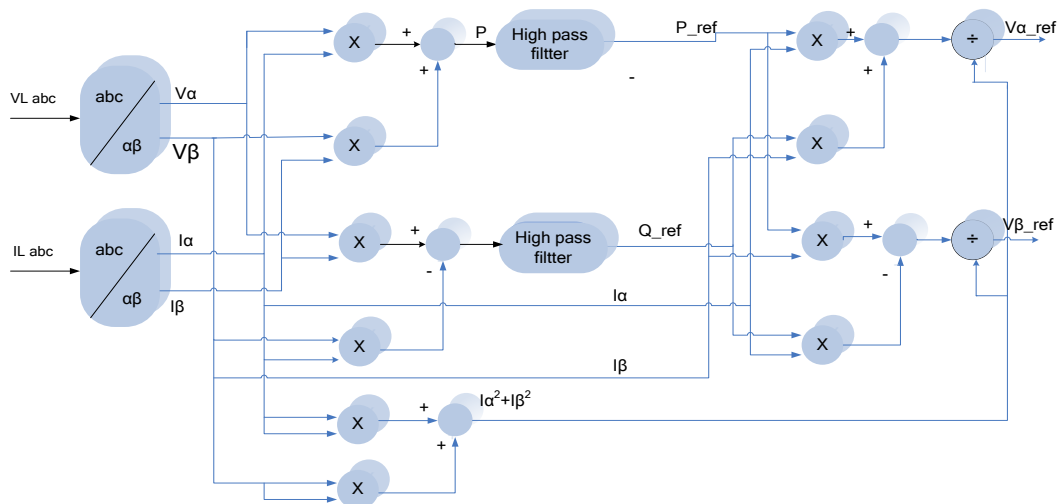 X + P High pass filtter P_ref X + ÷ Vα_ref
+ - +
VL abc abc αβ Vα
Vβ X X
IL abc abc αβ Iα
Iβ X + High pass filtter Q_ref X + ÷ Vβ_ref
- -
Iα
X X
Iβ
Iα²+Iβ²
X +
+
X